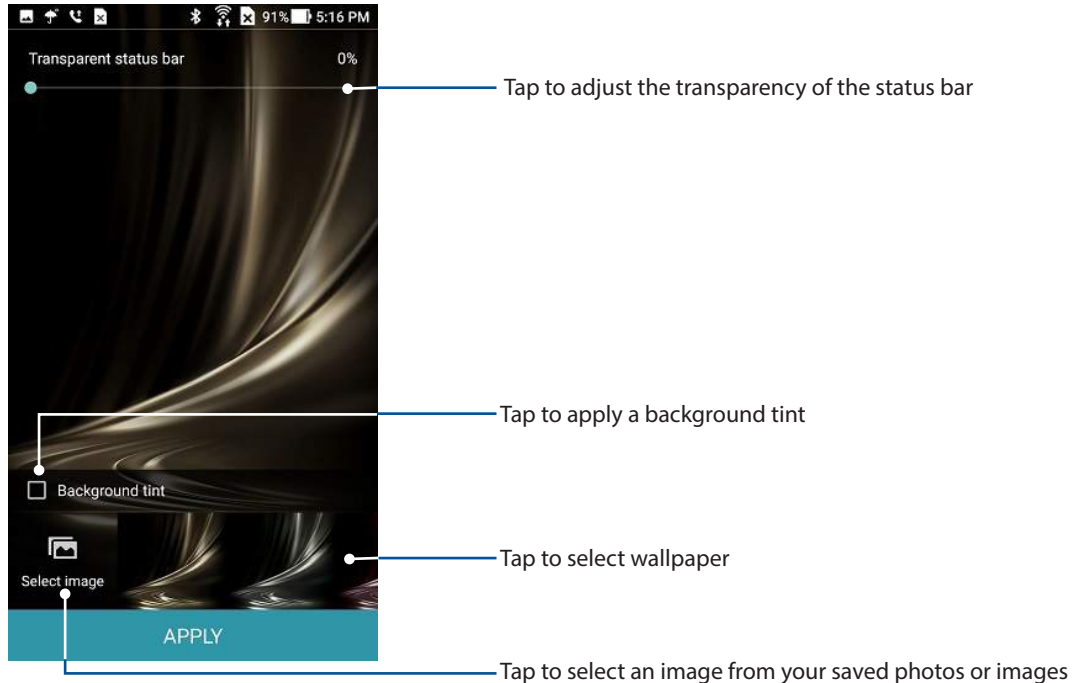 91% 5:16 PM
Transparent status bar 0%
Tap to adjust the transparency of the status bar
Tap to apply a background tint
Background tint
Tap to select wallpaper
Select image
APPLY
Tap to select an image from your saved photos or images